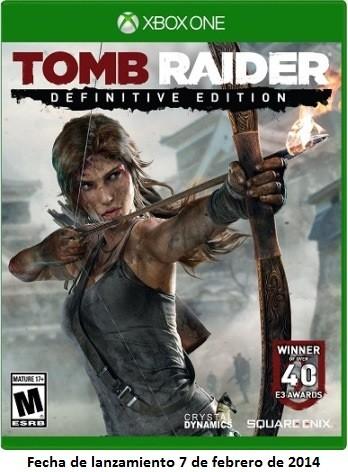 XBOX ONE
TOMB RAIDER
DEFINITIVE EDITION
WINNER
OF OVER
40
E3 AWARDS
MATURE 17+
M
ESRB
CRYSTAL
DYNAMICS
SQUARE ENIX
Fecha de lanzamiento 7 de febrero de 2014